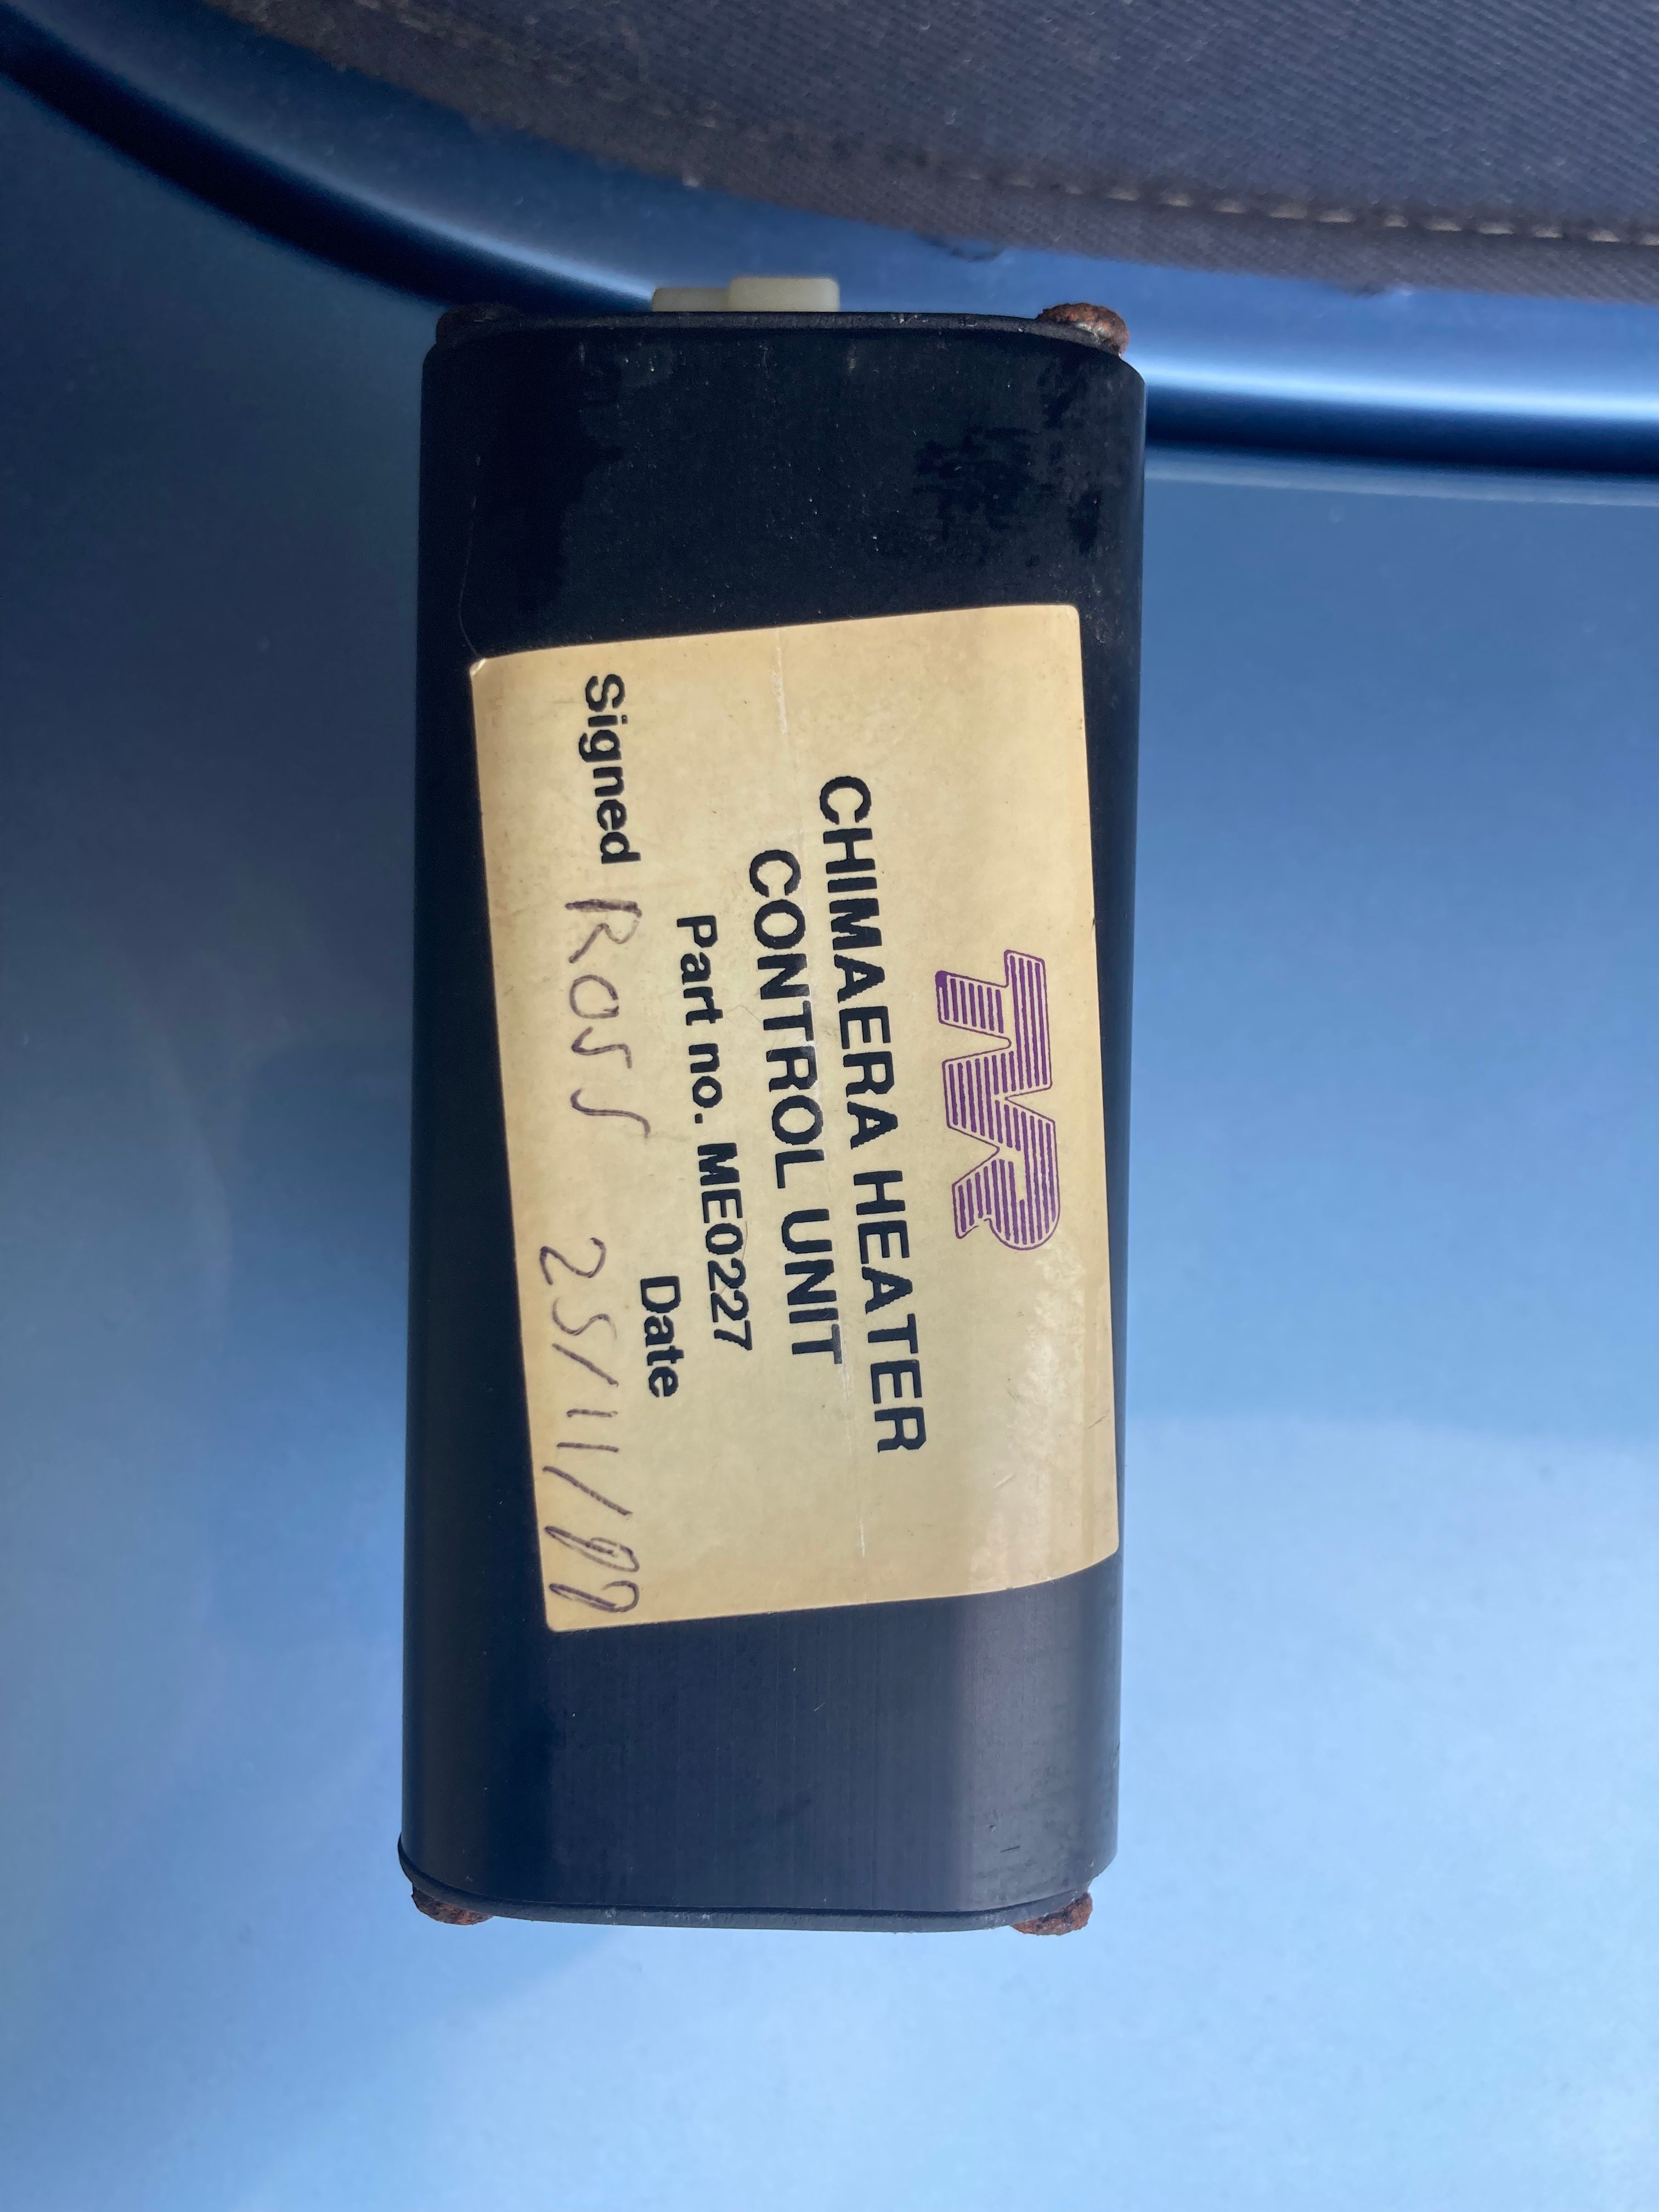 TVR
CHIMAERA HEATER
CONTROL UNIT
Part no. ME0227
Date
Signed ROSS 25/11/99